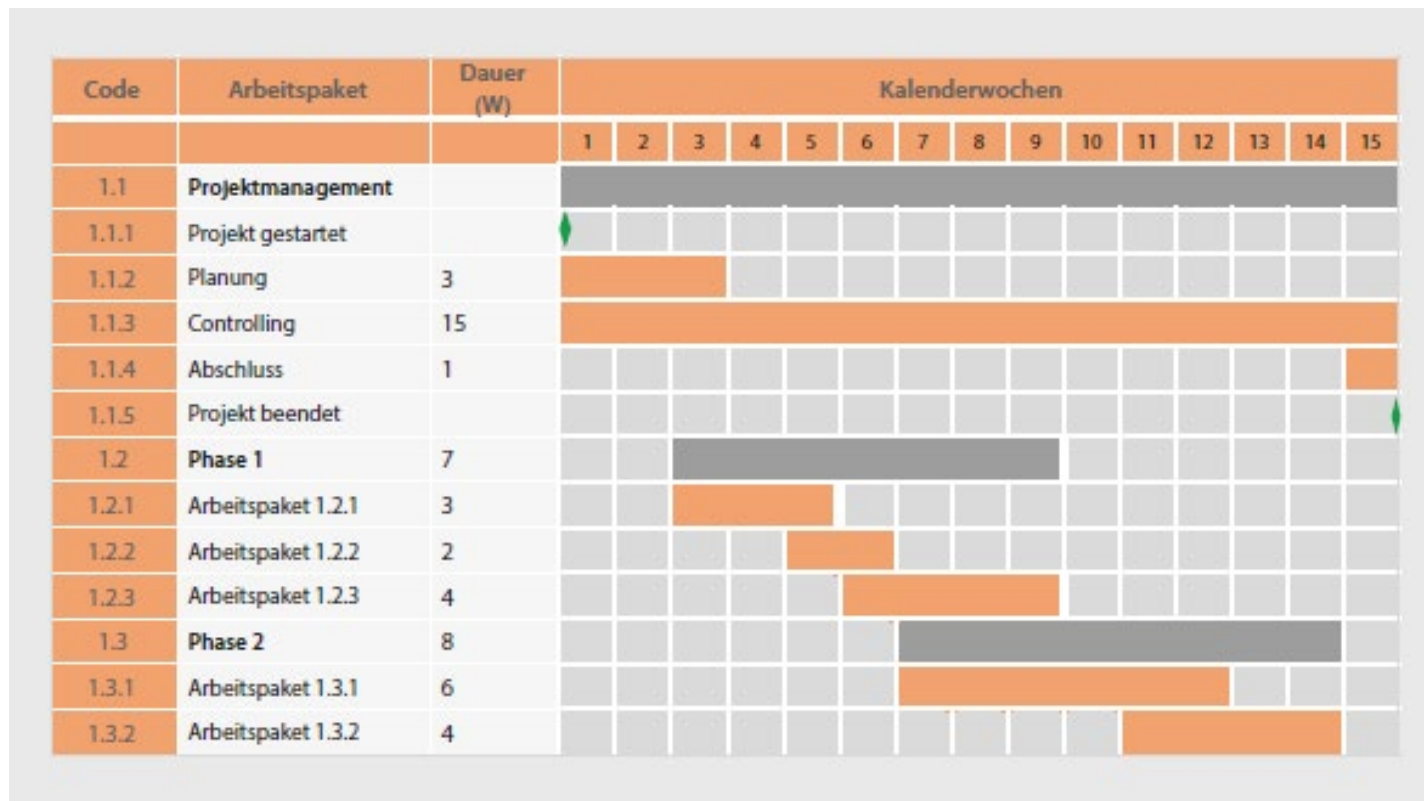 Code Arbeitspaket Dauer (W) Kalenderwochen
1 2 3 4 5 6 7 8 9 10 11 12 13 14 15
1.1 Projektmanagement
1.1.1 Projekt gestartet
1.1.2 Planung 3
1.1.3 Controlling 15
1.1.4 Abschluss 1
1.1.5 Projekt beendet
1.2 Phase 1 7
1.2.1 Arbeitspaket 1.2.1 3
1.2.2 Arbeitspaket 1.2.2 2
1.2.3 Arbeitspaket 1.2.3 4
1.3 Phase 2 8
1.3.1 Arbeitspaket 1.3.1 6
1.3.2 Arbeitspaket 1.3.2 4